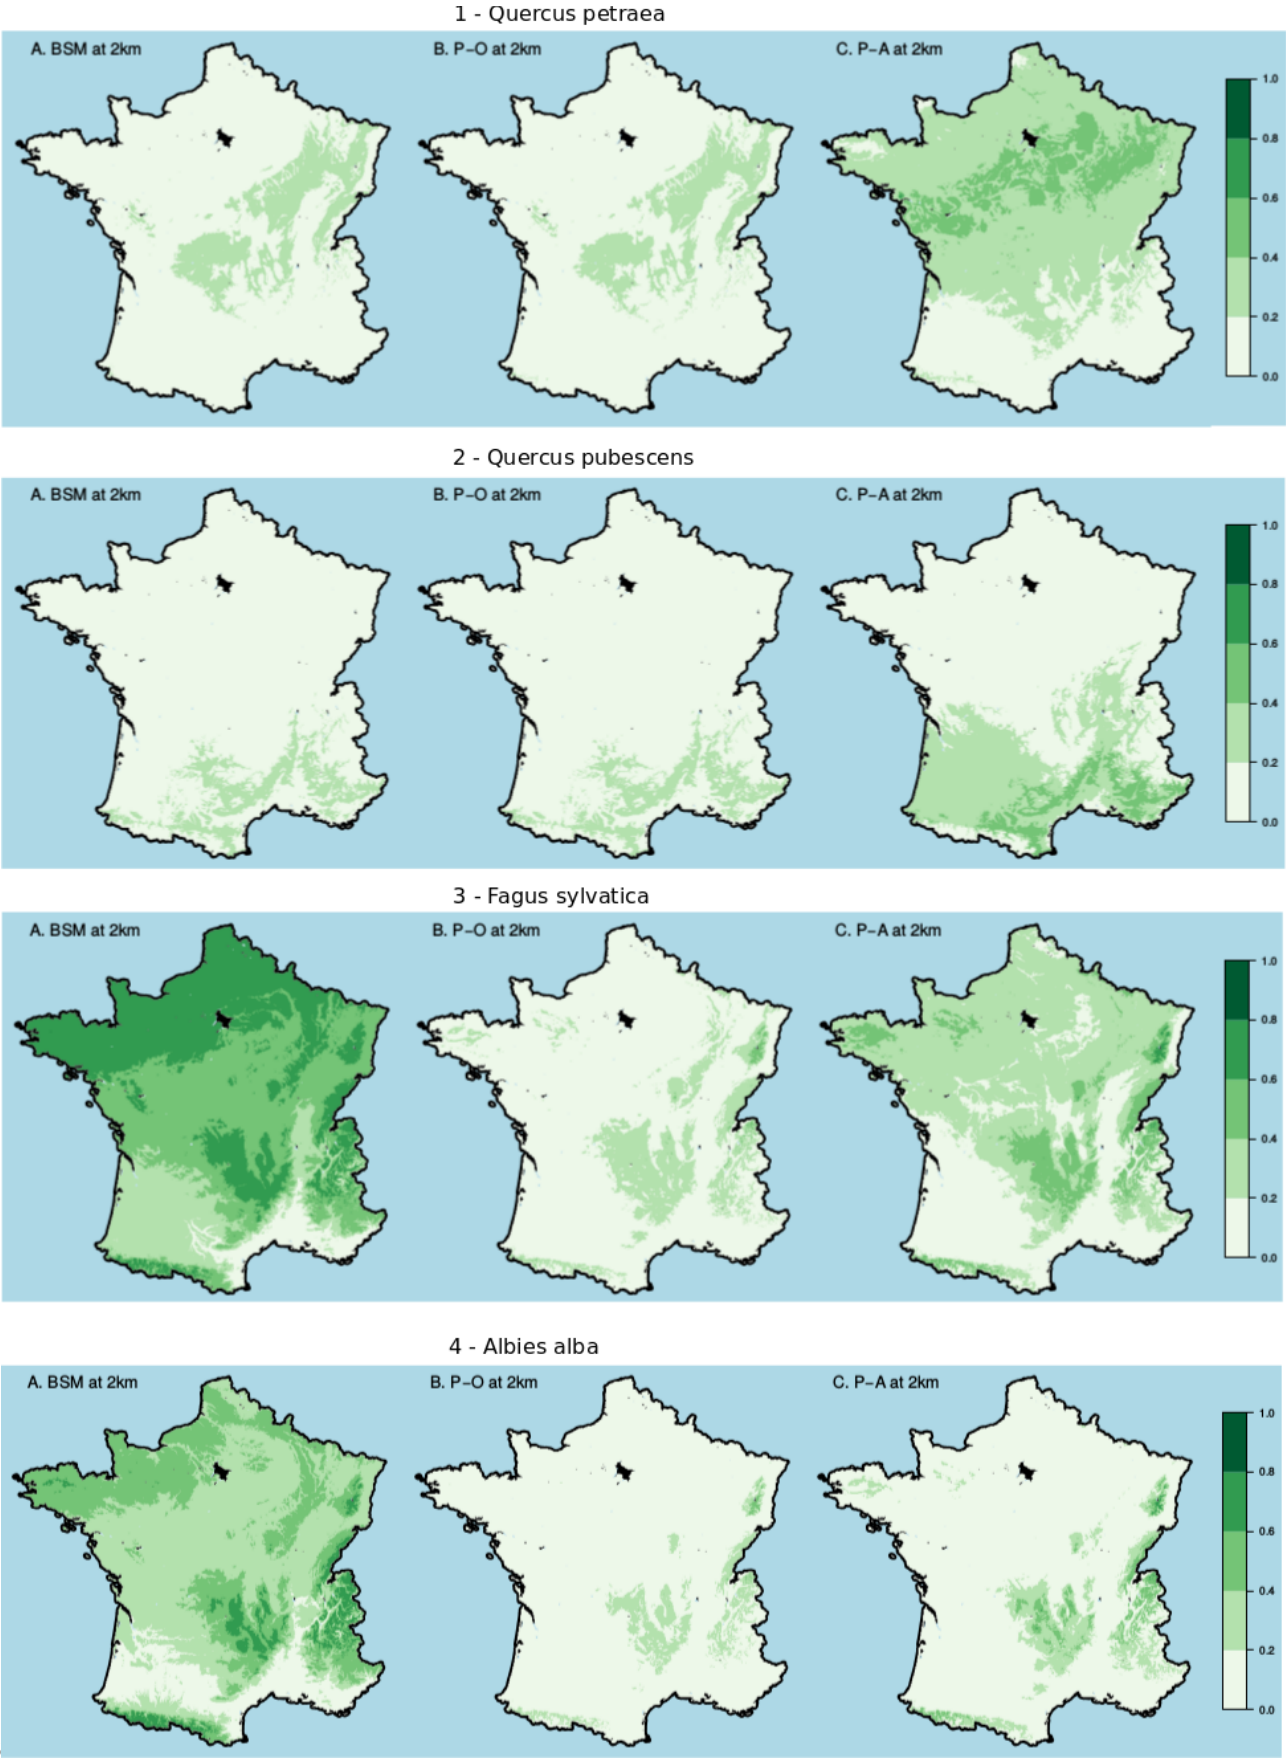 1 - Quercus petraea
A. BSM at 2km
B. P-O at 2km
C. P-A at 2km
1.0
0.8
0.6
0.4
0.2
0.0
2 - Quercus pubescens
A. BSM at 2km
B. P-O at 2km
C. P-A at 2km
1.0
0.8
0.6
0.4
0.2
0.0
3 - Fagus sylvatica
A. BSM at 2km
B. P-O at 2km
C. P-A at 2km
1.0
0.8
0.6
0.4
0.2
0.0
4 - Albies alba
A. BSM at 2km
B. P-O at 2km
C. P-A at 2km
1.0
0.8
0.6
0.4
0.2
0.0